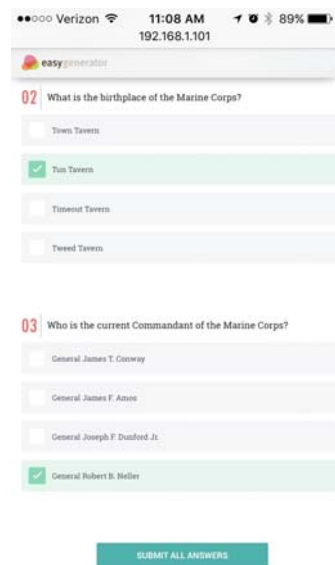 Verizon 11:08 AM 89%
192.168.1.101
easygenerator
02 What is the birthplace of the Marine Corps?
Town Tavern
Tun Tavern
Timeout Tavern
Tweed Tavern
03 Who is the current Commandant of the Marine Corps?
General James T. Conway
General James F. Amos
General Joseph F. Dunford Jr.
General Robert B. Neller
SUBMIT ALL ANSWERS